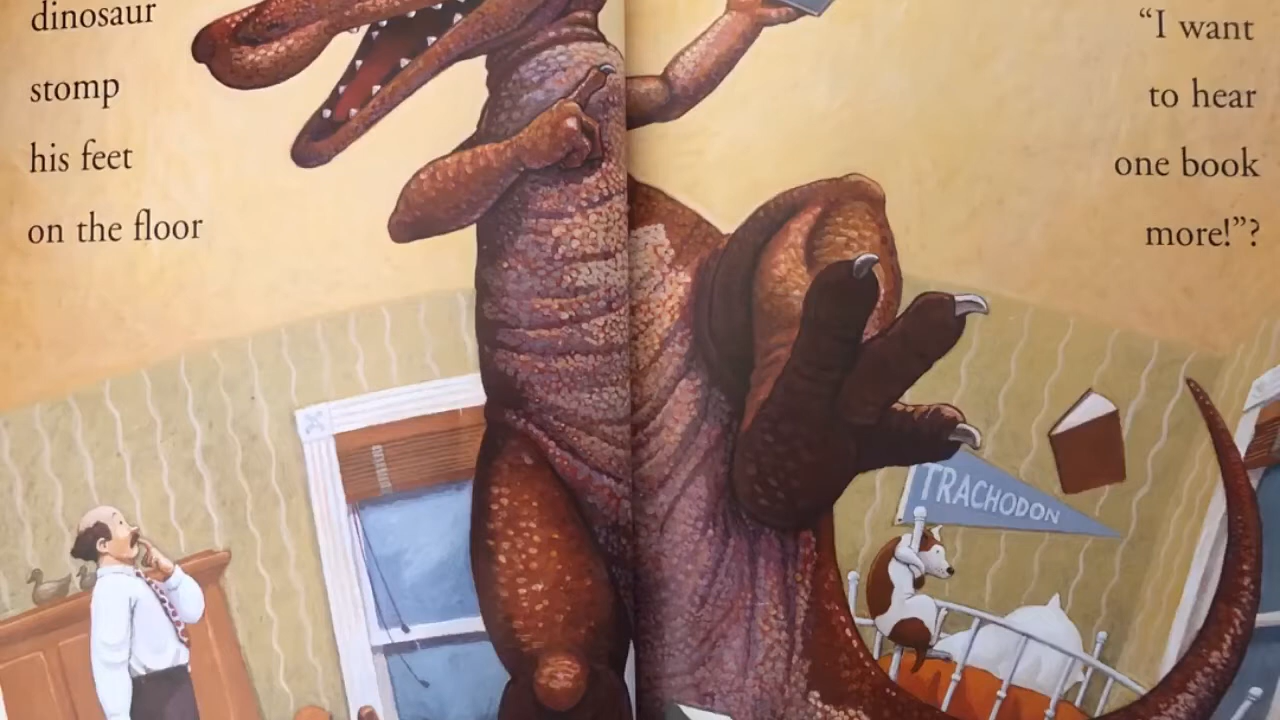 dinosaur
stomp
his feet
on the floor
“I want
to hear
one book
more!”?
TRACHODON